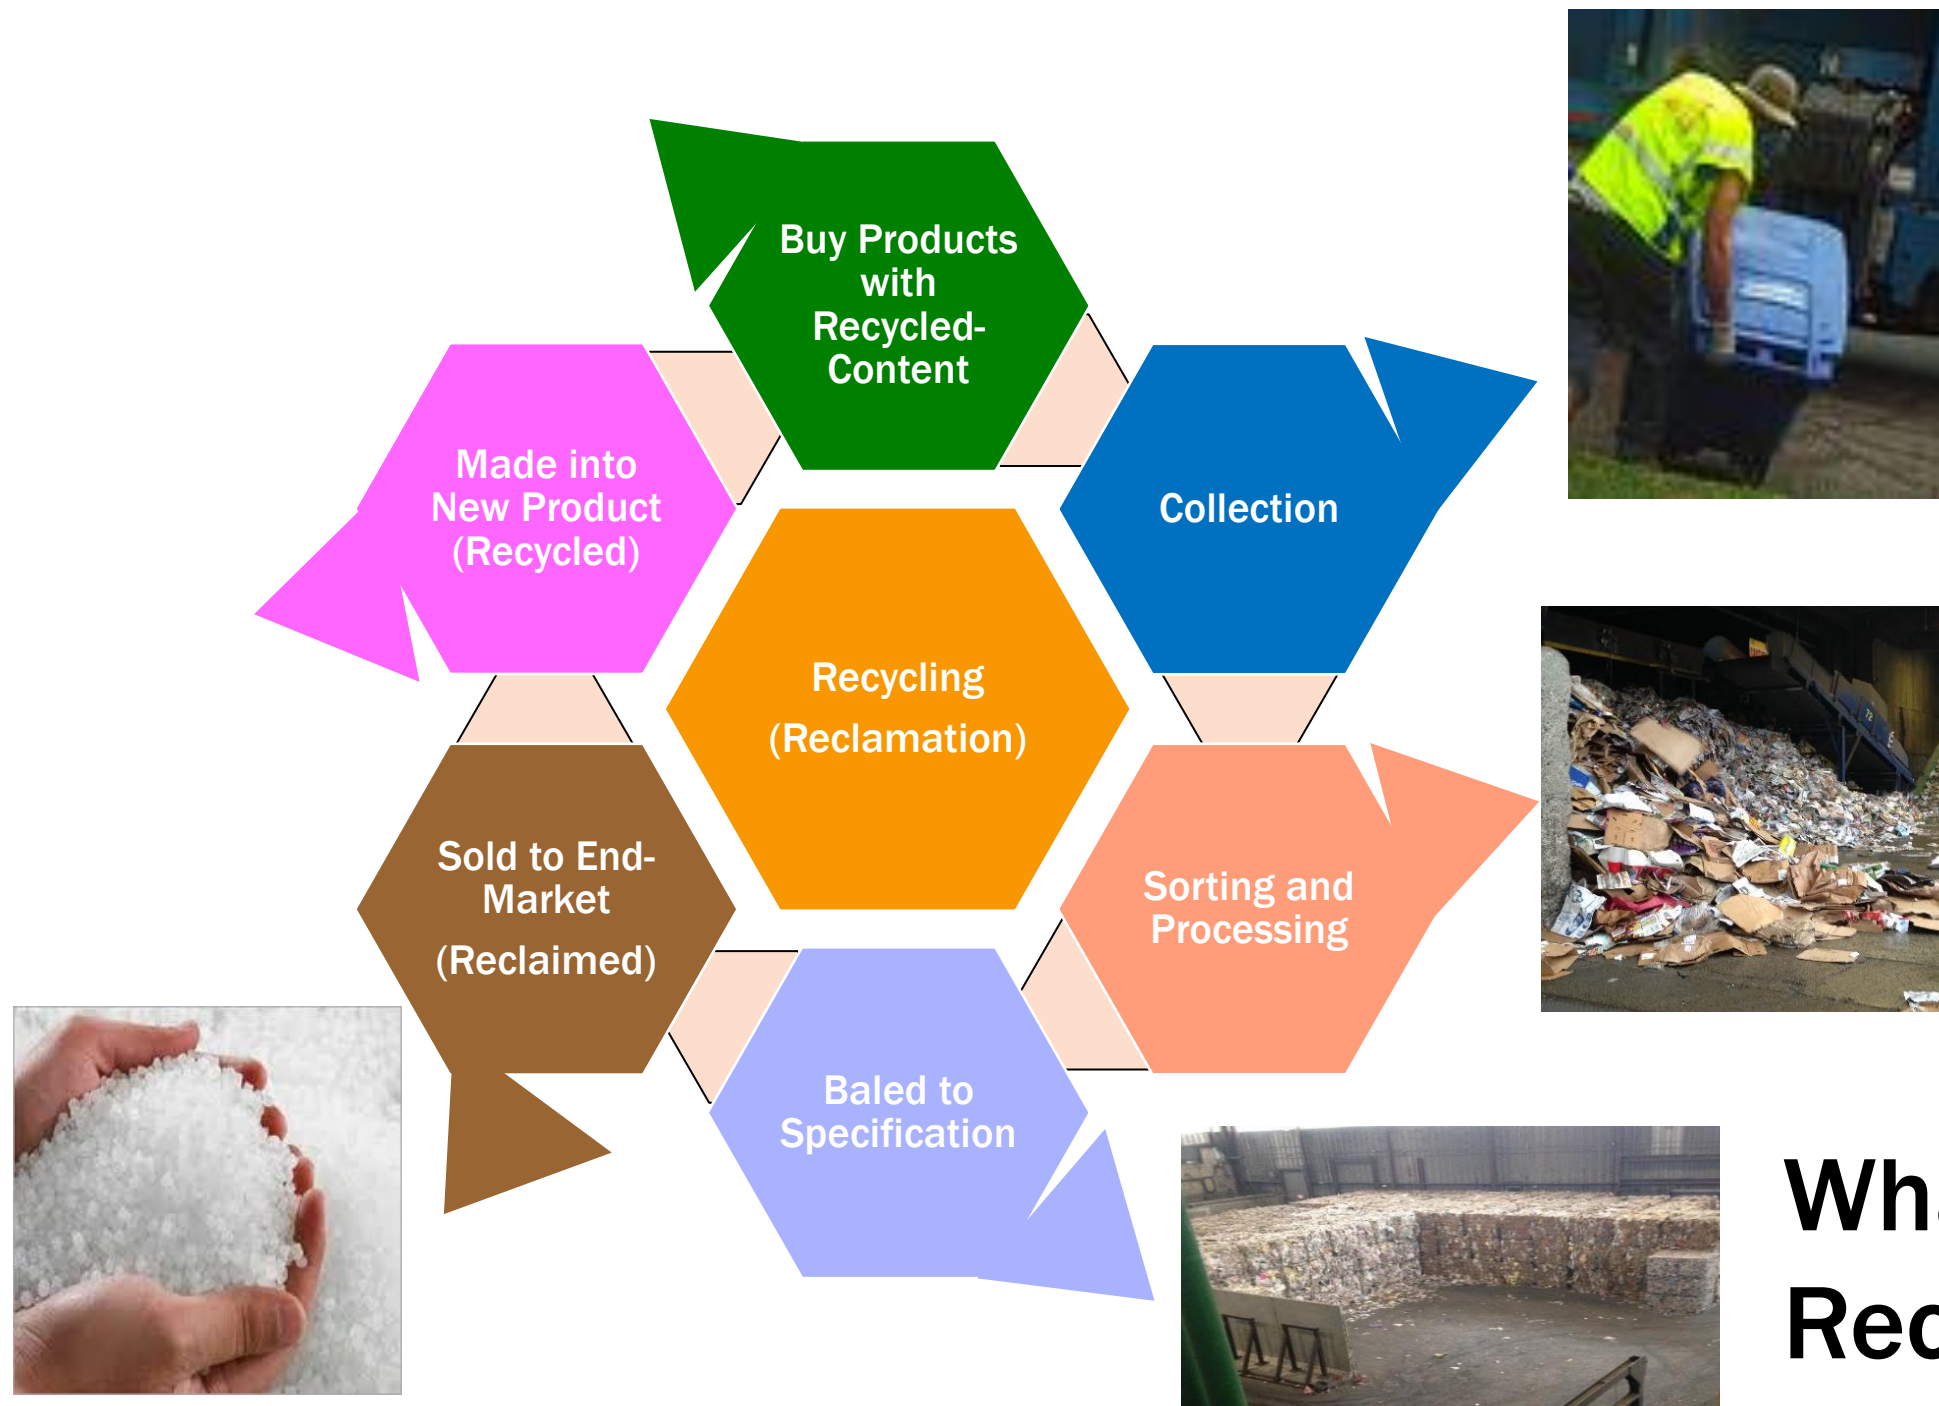 Buy Products
with
Recycled-
Content
Collection
Sorting and
Processing
Baled to
Specification
Sold to End-
Market
(Reclaimed)
Made into
New Product
(Recycled)
Recycling
(Reclamation)
72